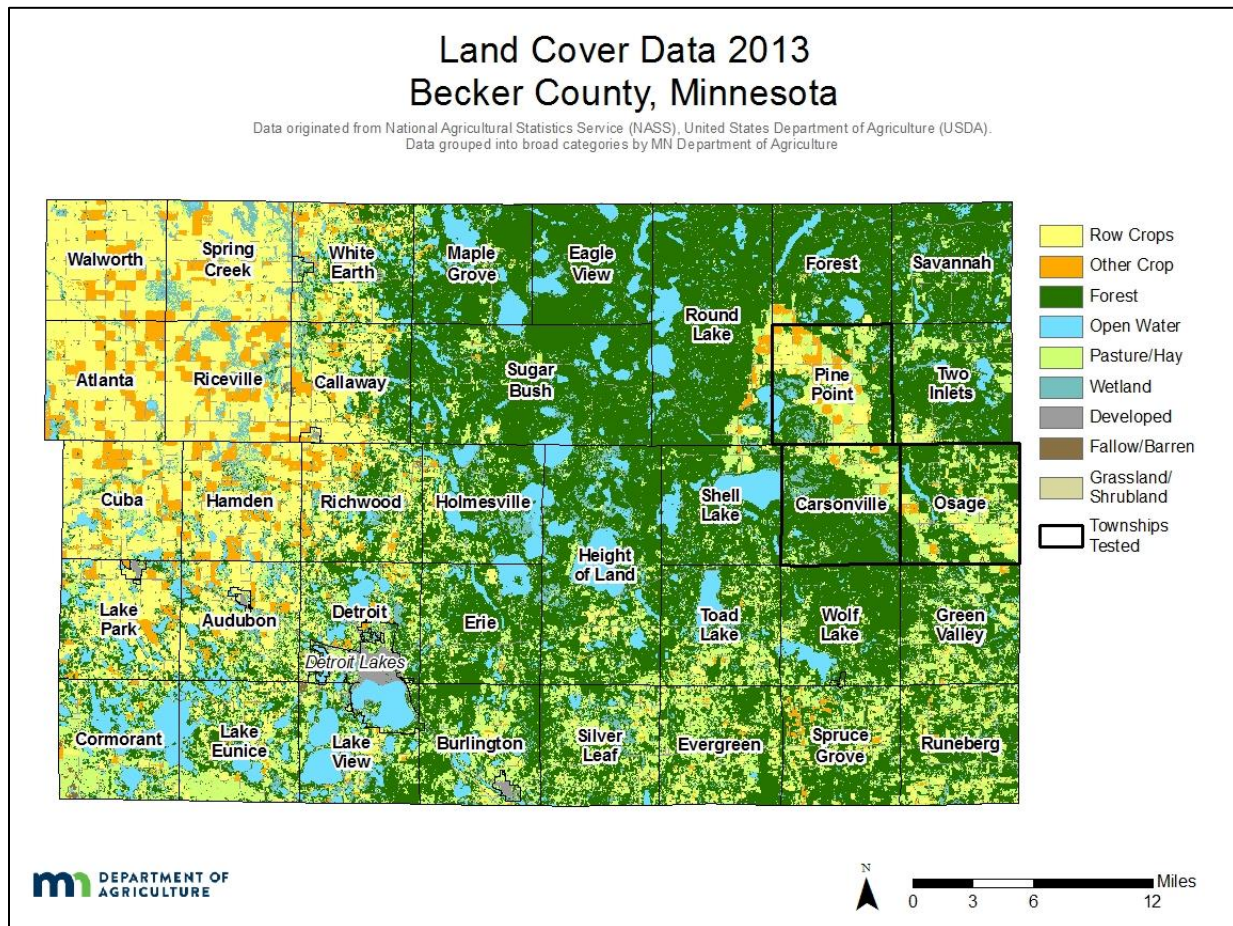 Land Cover Data 2013
Becker County, Minnesota
Data originated from National Agricultural Statistics Service (NASS), United States Department of Agriculture (USDA).
Data grouped into broad categories by MN Department of Agriculture
Walworth
Spring
Creek
White
Earth
Maple
Grove
Eagle
View
Forest
Savannah
Round
Lake
Atlanta
Riceville
Callaway
Sugar
Bush
Pine
Point
Two
Inlets
Cuba
Hamden
Richwood
Holmesville
Shell
Lake
Carsonville
Osage
Height
of Land
Lake
Park
Audubon
Detroit
Erie
Toad
Lake
Wolf
Lake
Green
Valley
Detroit Lakes
Cormorant
Lake
Eunice
Lake
View
Burlington
Silver
Leaf
Evergreen
Spruce
Grove
Runeberg
Row Crops
Other Crop
Forest
Open Water
Pasture/Hay
Wetland
Developed
Fallow/Barren
Grassland/
Shrubland
Townships
Tested
mn DEPARTMENT OF
AGRICULTURE
N
Miles
0 3 6 12